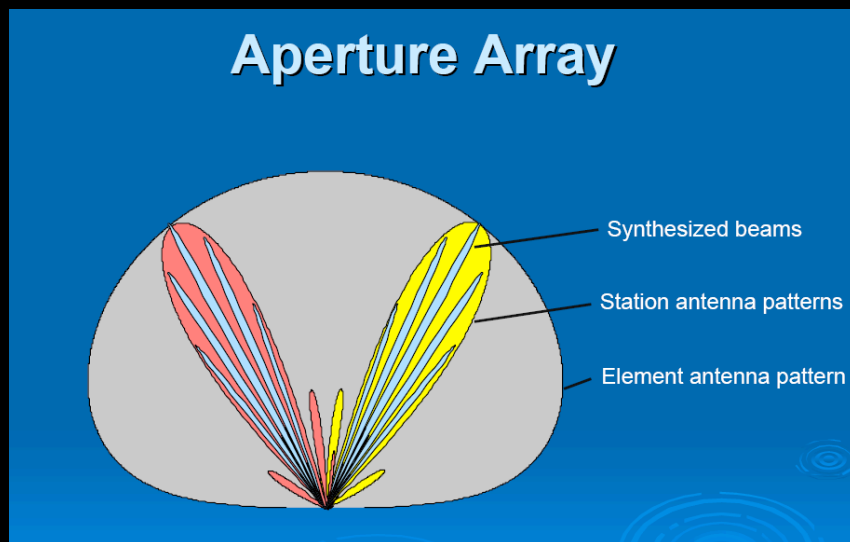 Aperture Array
Synthesized beams
Station antenna patterns
Element antenna pattern